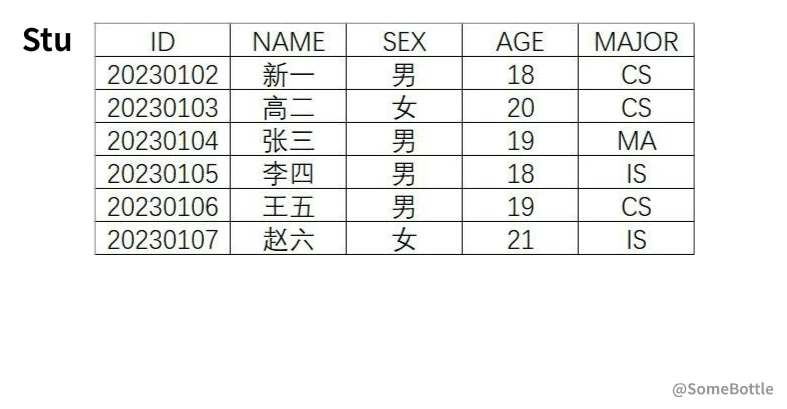 Stu
ID NAME SEX AGE MAJOR
20230102 新一 男 18 CS
20230103 高二 女 20 CS
20230104 张三 男 19 MA
20230105 李四 男 18 IS
20230106 王五 男 19 CS
20230107 赵六 女 21 IS
@SomeBottle